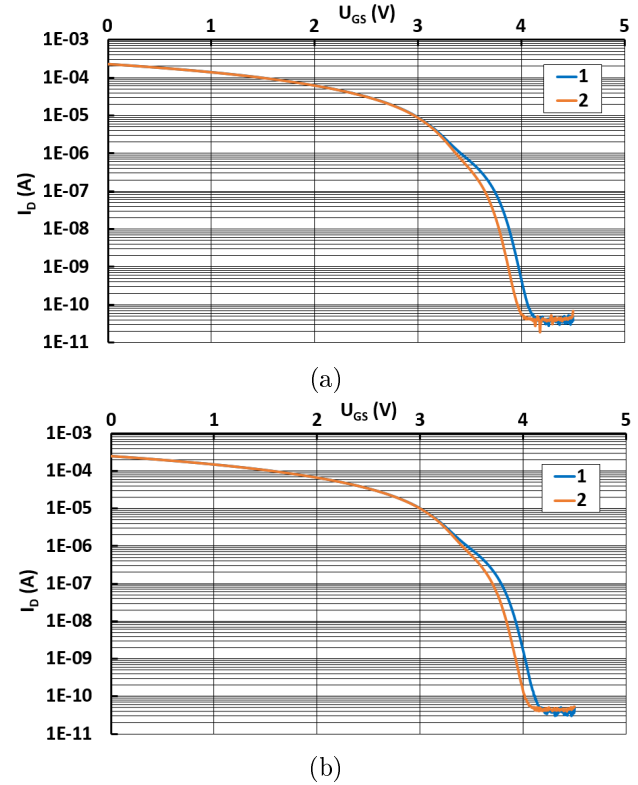 U_GS (V)
0 1 2 3 4 5
1E-03
1E-04
1E-05
1E-06
1E-07
1E-08
1E-09
1E-10
1E-11
I_D (A)
1
2
(a)
U_GS (V)
0 1 2 3 4 5
1E-03
1E-04
1E-05
1E-06
1E-07
1E-08
1E-09
1E-10
1E-11
I_D (A)
1
2
(b)